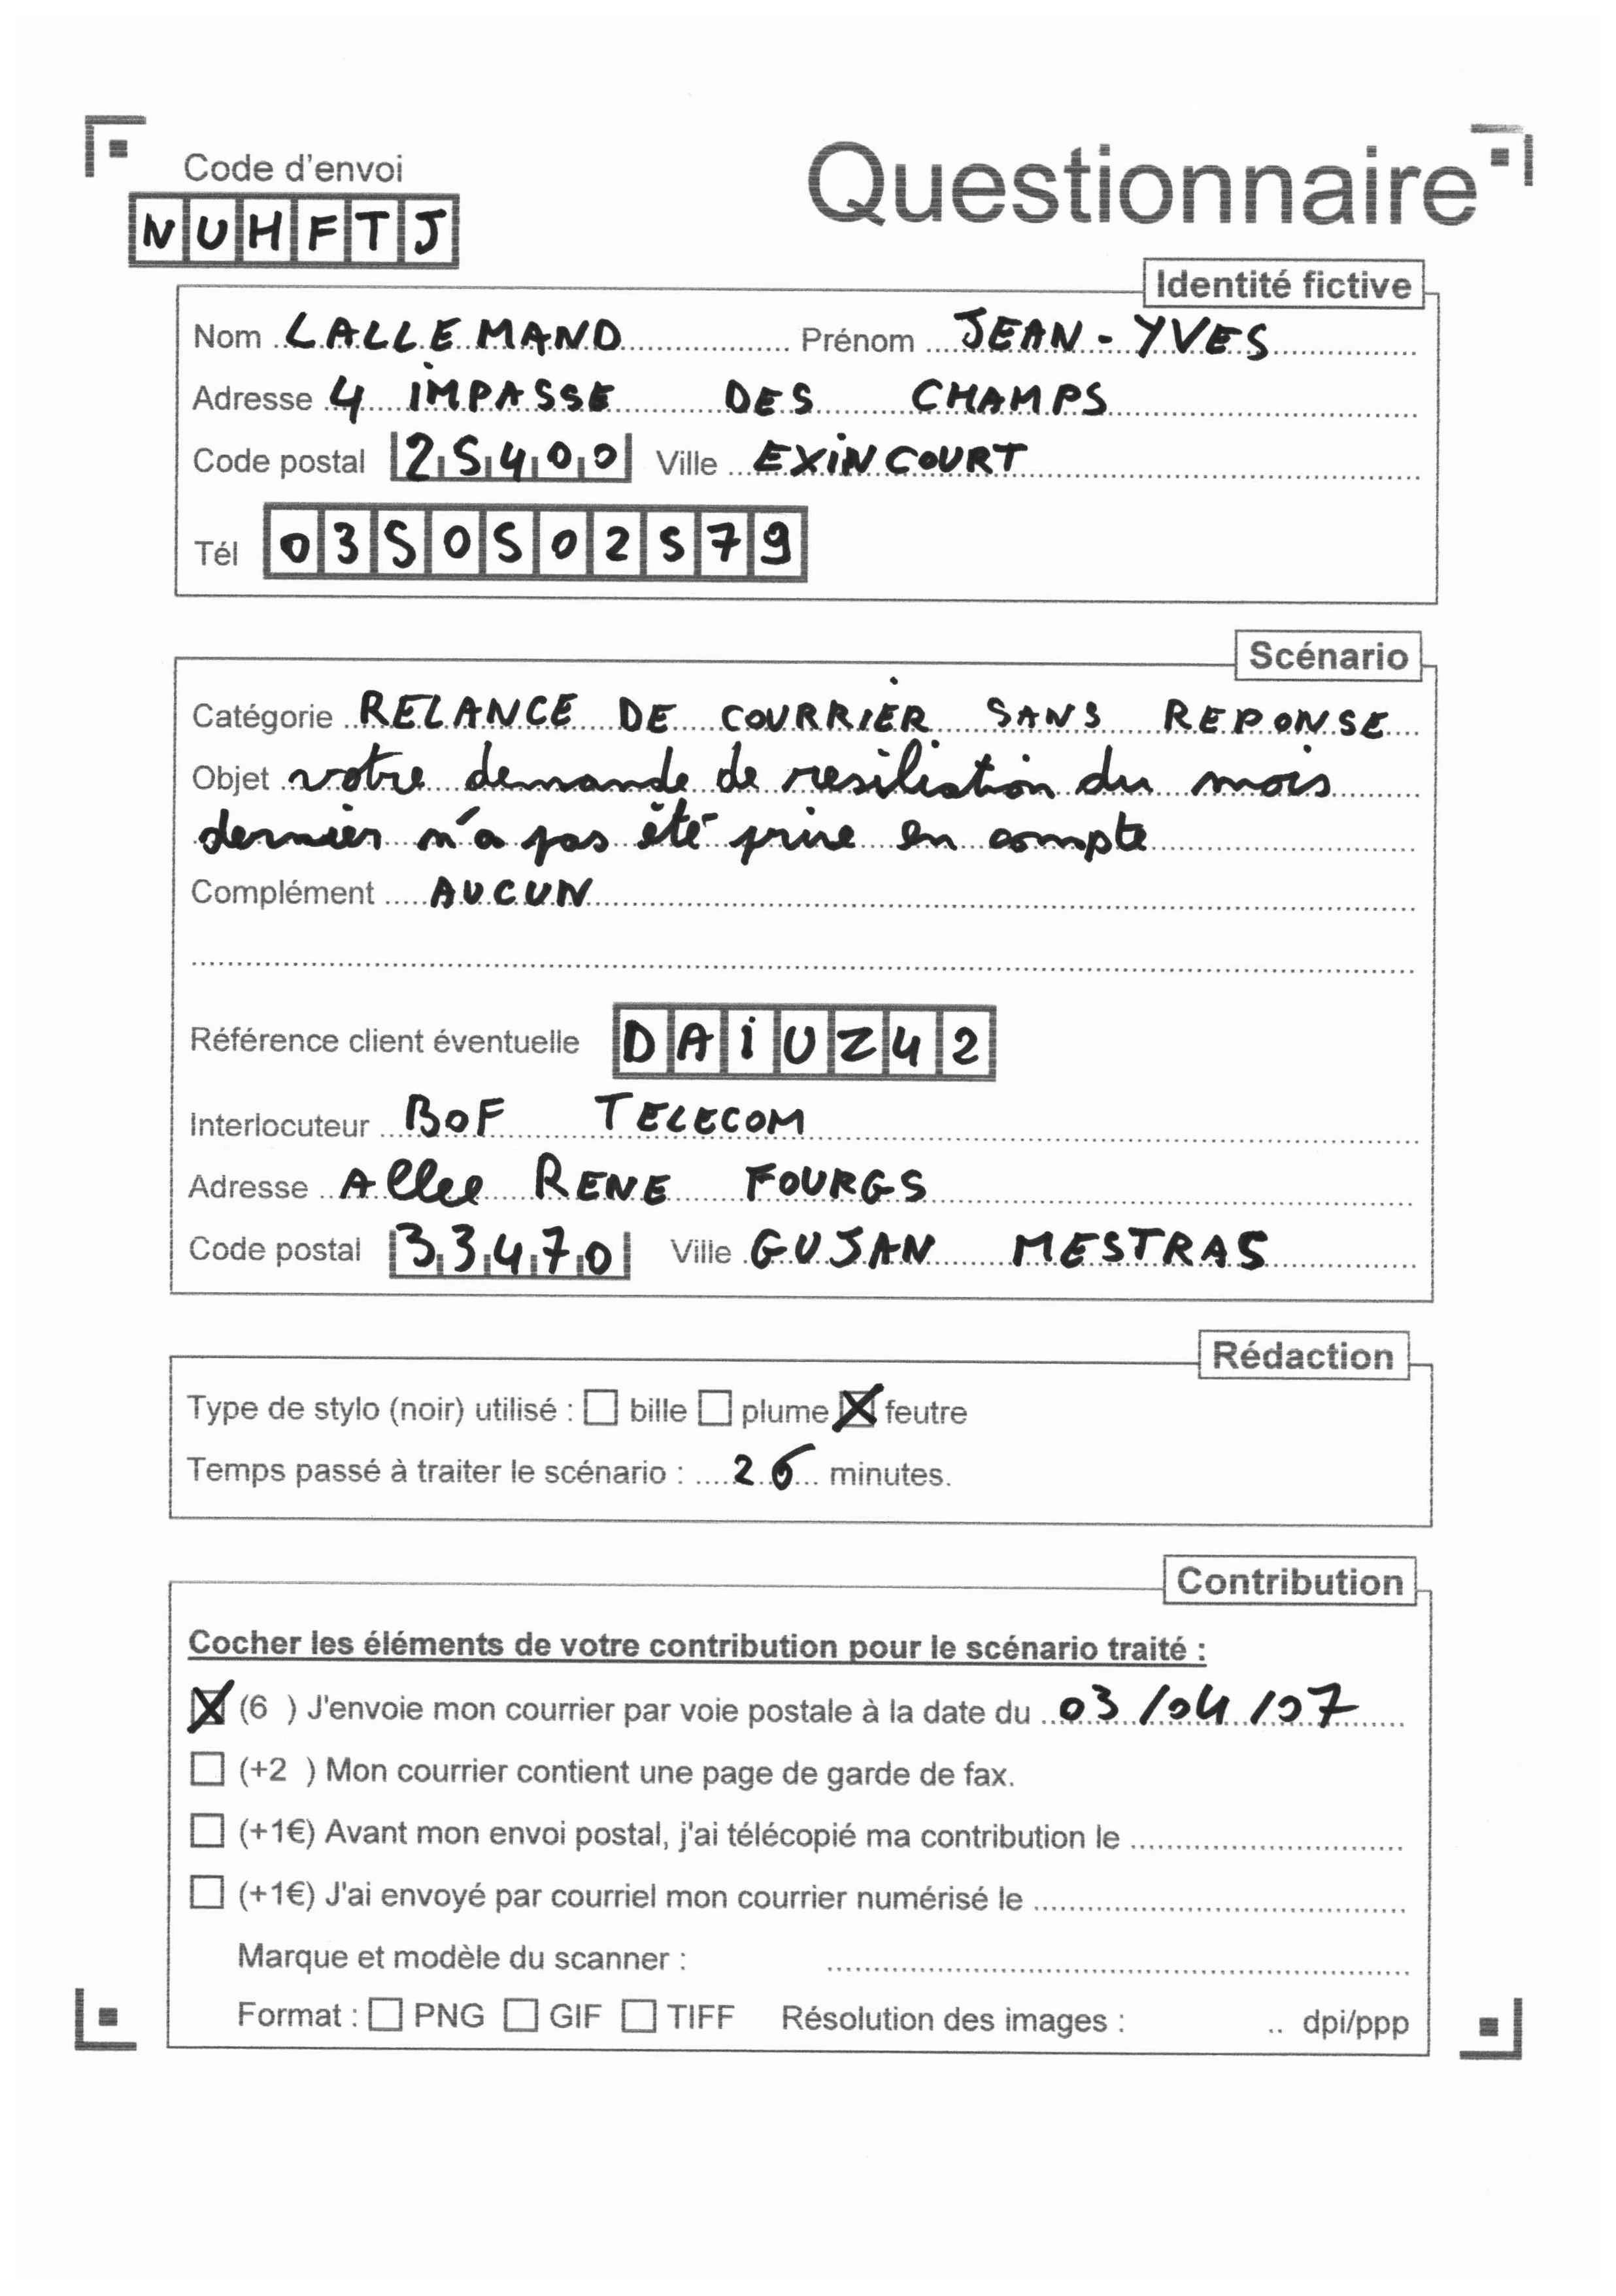 Code d'envoi
NUHFTJ
Questionnaire
Identité fictive
Nom LALLEMAND Prénom JEAN-YVES
Adresse 4 IMPASSE DES CHAMPS
Code postal 25400 Ville EXINCOURT
Tél 0350502579
Scénario
Catégorie RELANCE DE COURRIER SANS REPONSE
Objet votre demande de resiliation du mois
dernier n'a pas été prise en compte
Complément AUCUN
Référence client éventuelle DAIUZ42
Interlocuteur BOF TELECOM
Adresse Allee RENE FOURGS
Code postal 33470 Ville GUJAN MESTRAS
Rédaction
Type de stylo (noir) utilisé : ☐ bille ☐ plume ☒ feutre
Temps passé à traiter le scénario : 26 minutes.
Contribution
Cocher les éléments de votre contribution pour le scénario traité :
☒ (6 ) J'envoie mon courrier par voie postale à la date du 03/04/07
☐ (+2 ) Mon courrier contient une page de garde de fax.
☐ (+1€) Avant mon envoi postal, j'ai télécopié ma contribution le
☐ (+1€) J'ai envoyé par courriel mon courrier numérisé le
Marque et modèle du scanner :
Format : ☐ PNG ☐ GIF ☐ TIFF Résolution des images : .. dpi/ppp